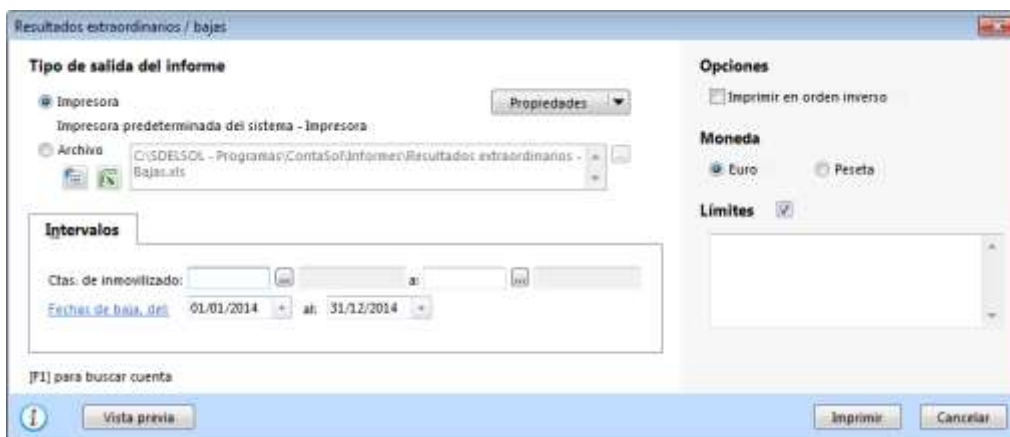 Resultados extraordinarios / bajas
Tipo de salida del informe
Impresora
Propiedades
Impresora predeterminada del sistema - Impresora
Archivo
C:\SDELSOL - Programas\ContaSol\Informes\Resultados extraordinarios -
Bajas.xls
Intervalos
Ctas. de inmovilizado:
a:
Fechas de baja, del:
01/01/2014
al:
31/12/2014
[F1] para buscar cuenta
Opciones
Imprimir en orden inverso
Moneda
Euro
Peseta
Límites
Vista previa
Imprimir
Cancelar